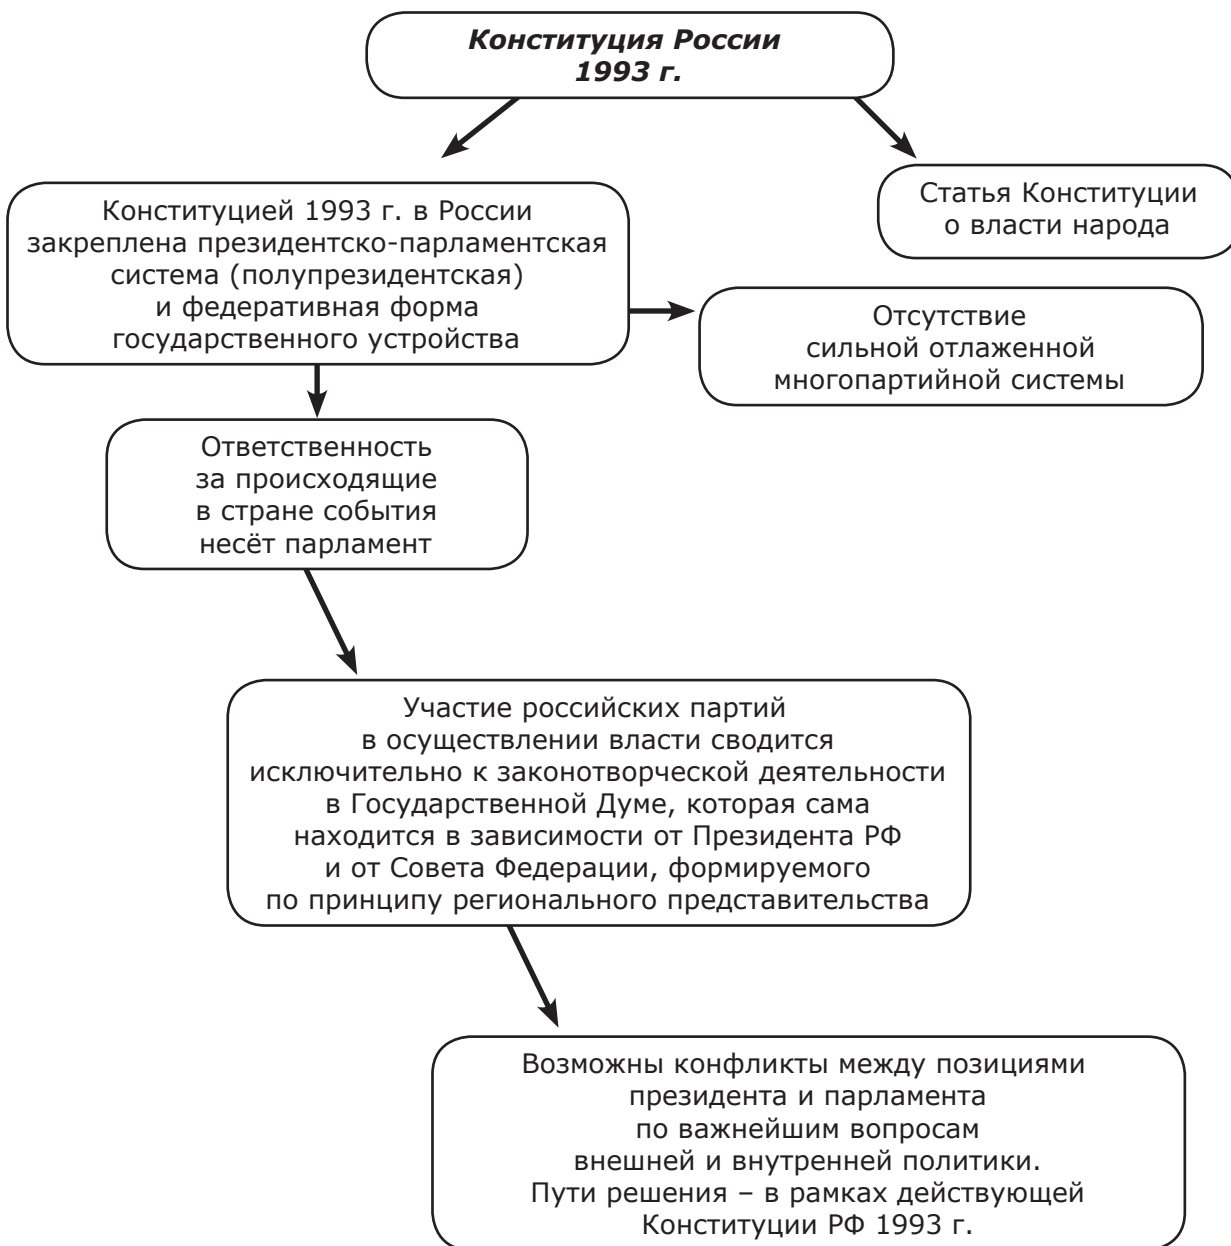 Конституция России
1993 г.
Конституцией 1993 г. в России
закреплена президентско-парламентская
система (полупрезидентская)
и федеративная форма
государственного устройства
Статья Конституции
о власти народа
Отсутствие
сильной отлаженной
многопартийной системы
Ответственность
за происходящие
в стране события
несёт парламент
Участие российских партий
в осуществлении власти сводится
исключительно к законотворческой деятельности
в Государственной Думе, которая сама
находится в зависимости от Президента РФ
и от Совета Федерации, формируемого
по принципу регионального представительства
Возможны конфликты между позициями
президента и парламента
по важнейшим вопросам
внешней и внутренней политики.
Пути решения – в рамках действующей
Конституции РФ 1993 г.